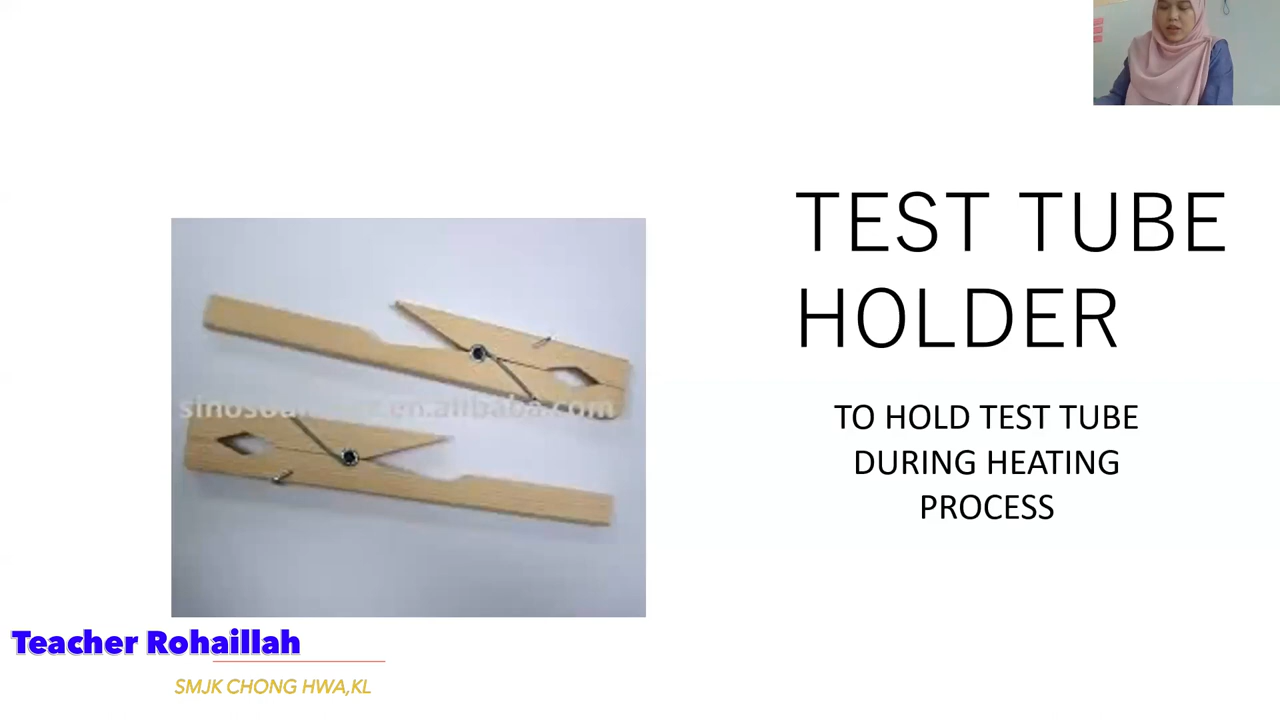 TEST TUBE
HOLDER
TO HOLD TEST TUBE
DURING HEATING
PROCESS
Teacher Rohaillah
SMJK CHONG HWA,KL